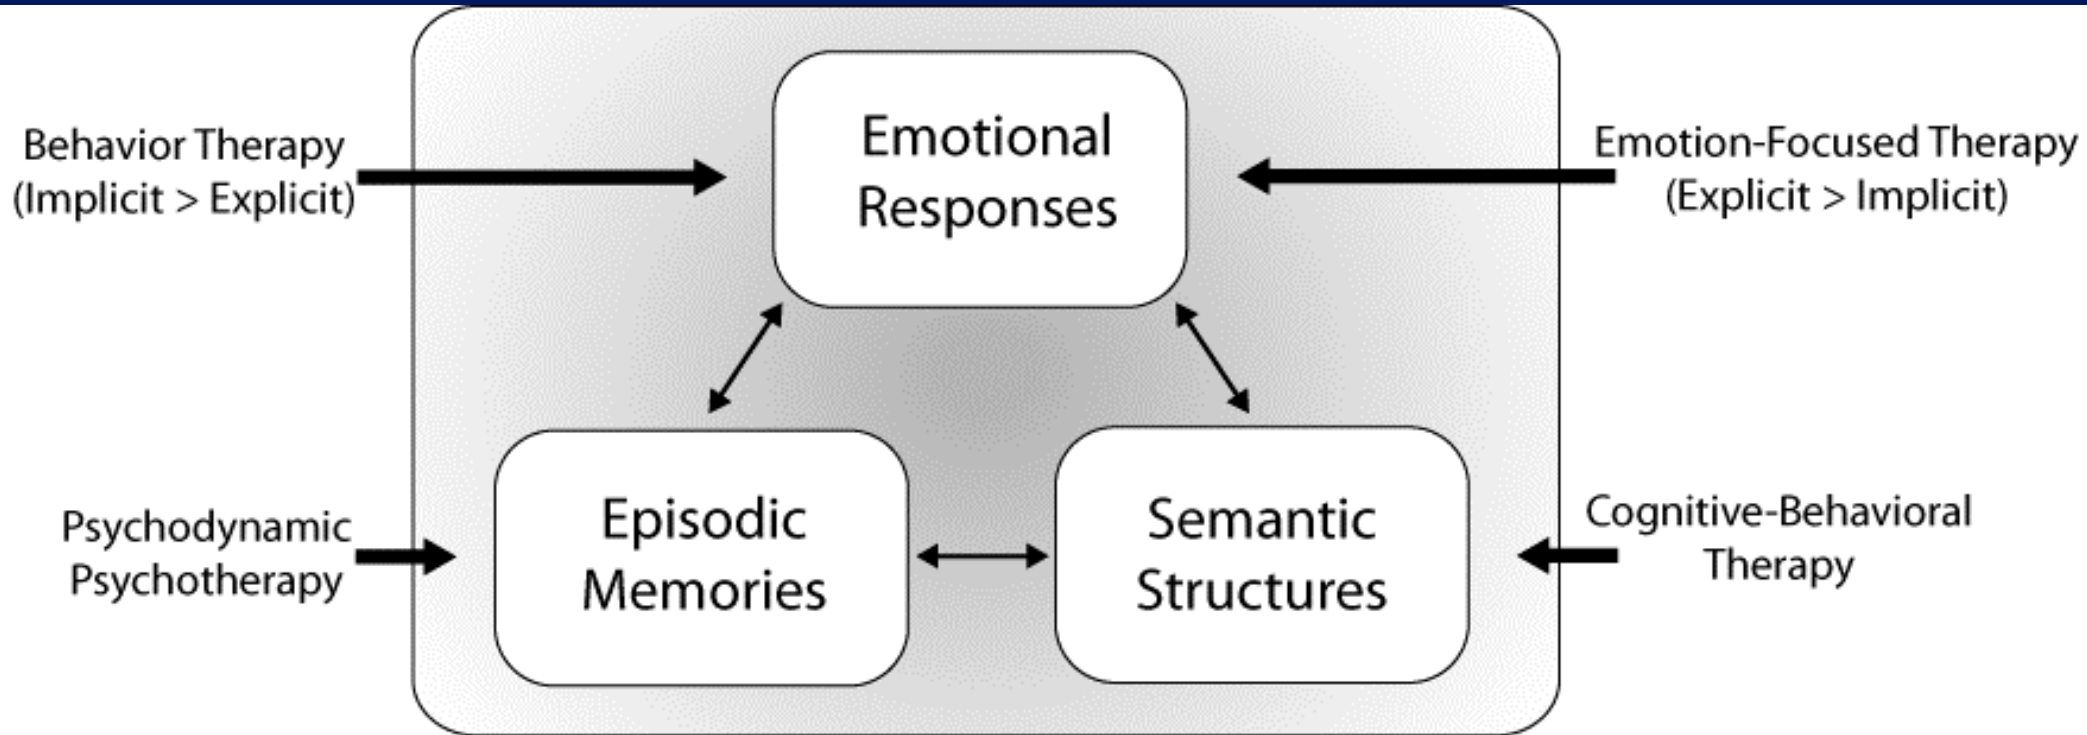 Emotional
Responses
Behavior Therapy
(Implicit > Explicit)
Emotion-Focused Therapy
(Explicit > Implicit)
Episodic
Memories
Semantic
Structures
Psychodynamic
Psychotherapy
Cognitive-Behavioral
Therapy